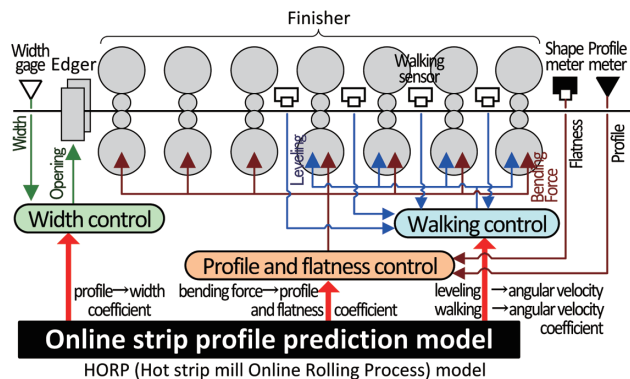 Finisher
Width
gage
Edger
Walking
sensor
Shape
meter
Profile
meter
Width
Opening
Leveling
Bending
Force
Flatness
Profile
Width control
Walking control
Profile and flatness control
profile→width
coefficient
bending force→profile
and flatness
coefficient
leveling →angular velocity
walking →angular velocity
coefficient
Online strip profile prediction model
HORP (Hot strip mill Online Rolling Process) model